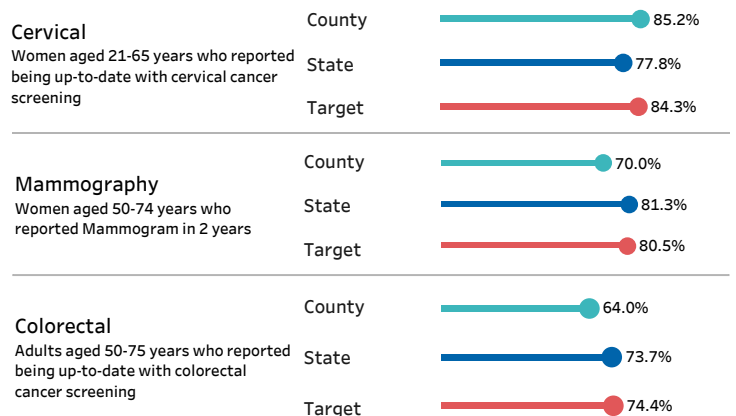 Cervical
Women aged 21-65 years who reported
being up-to-date with cervical cancer
screening
County
85.2%
State
77.8%
Target
84.3%
Mammography
Women aged 50-74 years who
reported Mammogram in 2 years
County
70.0%
State
81.3%
Target
80.5%
Colorectal
Adults aged 50-75 years who reported
being up-to-date with colorectal
cancer screening
County
64.0%
State
73.7%
Target
74.4%